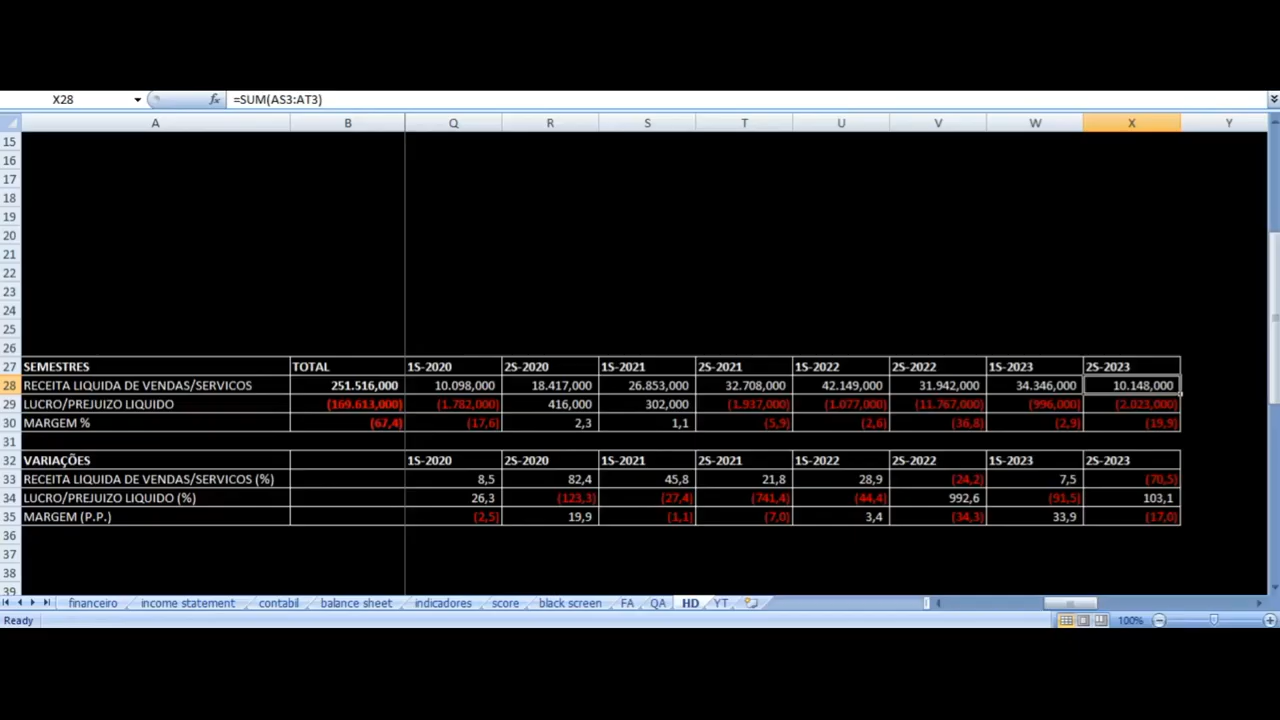 X28 fx =SUM(AS3:AT3)
A B Q R S T U V W X Y
15
16
17
18
19
20
21
22
23
24
25
26
27 SEMESTRES TOTAL 1S-2020 2S-2020 1S-2021 2S-2021 1S-2022 2S-2022 1S-2023 2S-2023
28 RECEITA LIQUIDA DE VENDAS/SERVICOS 251.516,000 10.098,000 18.417,000 26.853,000 32.708,000 42.149,000 31.942,000 34.346,000 10.148,000
29 LUCRO/PREJUIZO LIQUIDO (169.613,000) (1.782,000) 416,000 302,000 (1.937,000) (1.077,000) (11.767,000) (996,000) (2.023,000)
30 MARGEM % (67,4) (17,6) 2,3 1,1 (5,9) (2,6) (36,8) (2,9) (19,9)
31
32 VARIAÇÕES 1S-2020 2S-2020 1S-2021 2S-2021 1S-2022 2S-2022 1S-2023 2S-2023
33 RECEITA LIQUIDA DE VENDAS/SERVICOS (%) 8,5 82,4 45,8 21,8 28,9 (24,2) 7,5 (70,5)
34 LUCRO/PREJUIZO LIQUIDO (%) 26,3 (123,3) (27,4) (741,4) (44,4) 992,6 (91,5) 103,1
35 MARGEM (P.P.) (2,5) 19,9 (1,1) (7,0) 3,4 (34,3) 33,9 (17,0)
36
37
38
39
financeiro income statement contabil balance sheet indicadores score black screen FA QA HD YT
Ready 100%